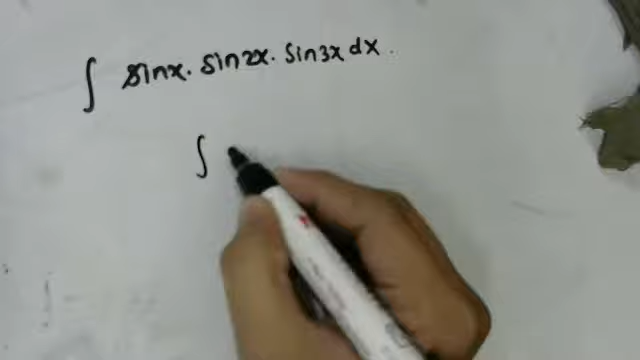 ∫ sinx. sin2x. sin3x dx.
∫